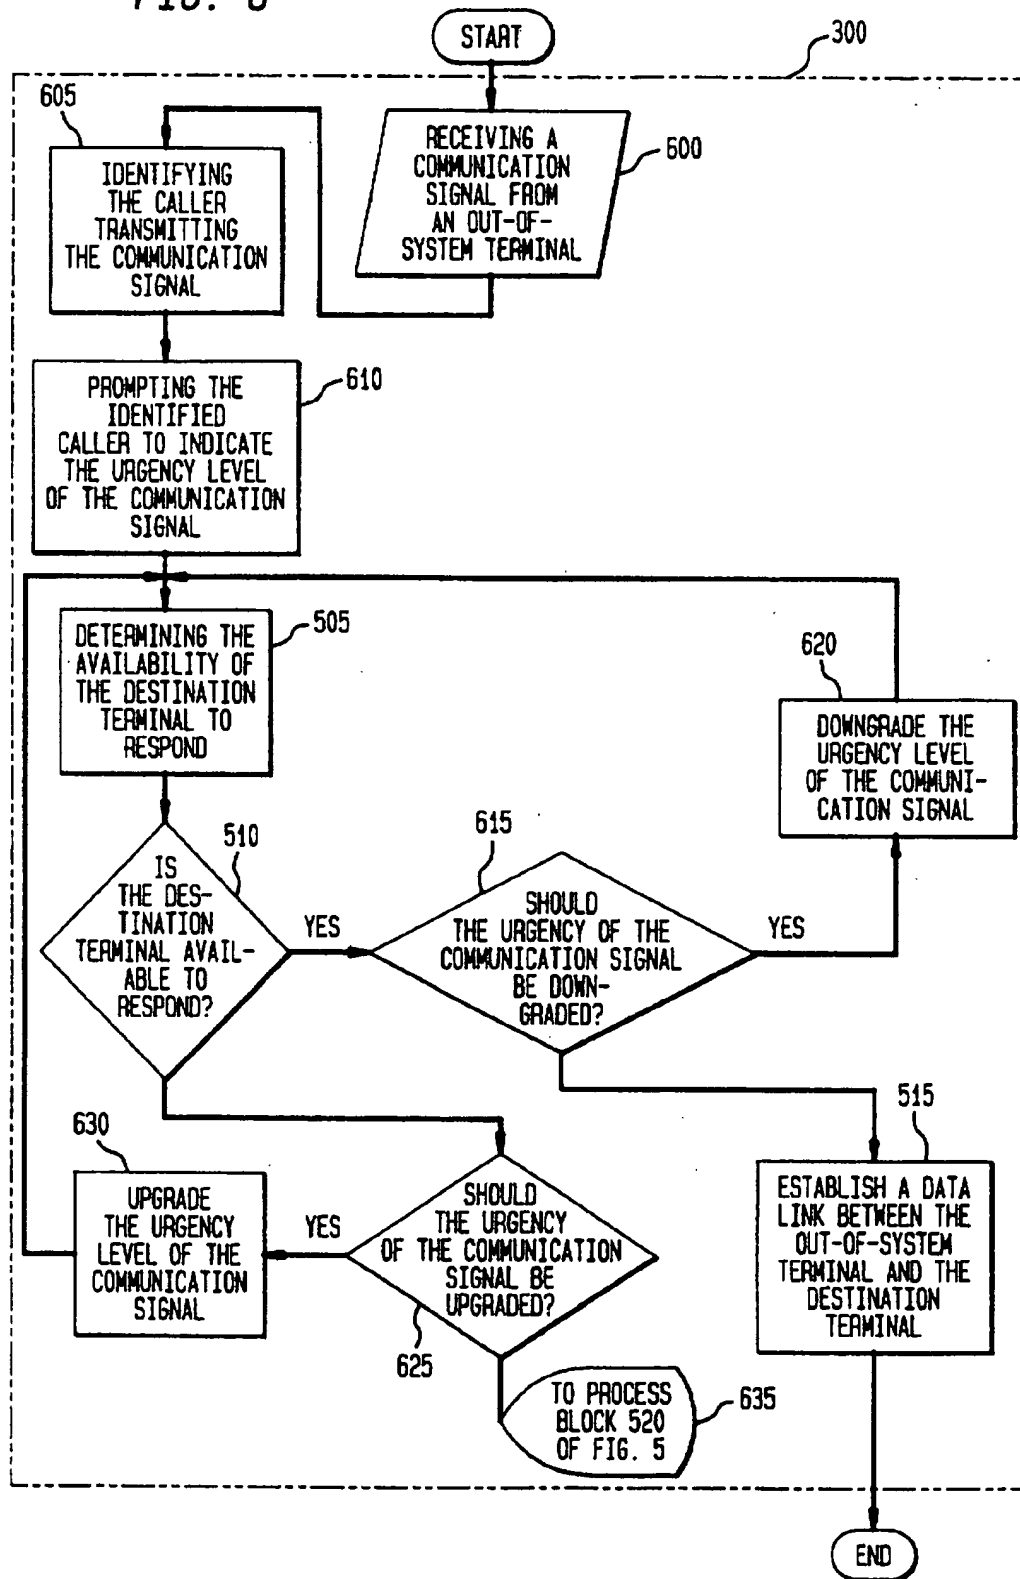 START
300
605
RECEIVING A
COMMUNICATION
SIGNAL FROM
AN OUT-OF-
SYSTEM TERMINAL
600
IDENTIFYING
THE CALLER
TRANSMITTING
THE COMMUNICATION
SIGNAL
PROMPTING THE
IDENTIFIED
CALLER TO INDICATE
THE URGENCY LEVEL
OF THE COMMUNICATION
SIGNAL
610
DETERMINING THE
AVAILABILITY OF
THE DESTINATION
TERMINAL TO
RESPOND
505
620
DOWNGRADE THE
URGENCY LEVEL
OF THE COMMUNI-
CATION SIGNAL
IS
THE DES-
TINATION
TERMINAL AVAIL-
ABLE TO
RESPOND?
510
YES
615
SHOULD
THE URGENCY OF THE
COMMUNICATION SIGNAL
BE DOWN-
GRADED?
YES
630
UPGRADE
THE URGENCY
LEVEL OF THE
COMMUNICATION
SIGNAL
YES
SHOULD
THE URGENCY
OF THE COMMUNICATION
SIGNAL BE
UPGRADED?
625
515
ESTABLISH A DATA
LINK BETWEEN THE
OUT-OF-SYSTEM
TERMINAL AND THE
DESTINATION
TERMINAL
TO PROCESS
BLOCK 520
OF FIG. 5
635
END